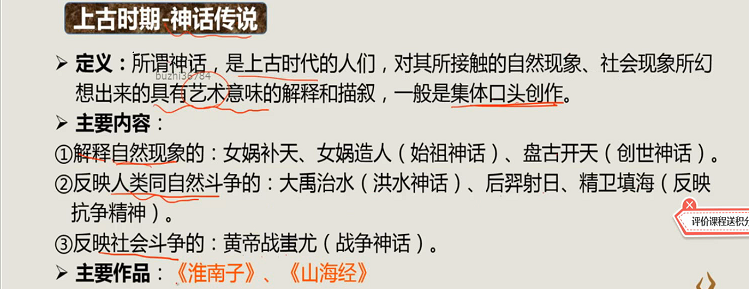 上古时期-神话传说
➢ 定义：所谓神话，是上古时代的人们，对其所接触的自然现象、社会现象所幻
想出来的具有艺术意味的解释和描叙，一般是集体口头创作。
buzhi36784
➢ 主要内容：
①解释自然现象的：女娲补天、女娲造人（始祖神话）、盘古开天（创世神话）。
②反映人类同自然斗争的：大禹治水（洪水神话）、后羿射日、精卫填海（反映
抗争精神）。
评价课程送积分
③反映社会斗争的：黄帝战蚩尤（战争神话）。
➢ 主要作品：《淮南子》、《山海经》